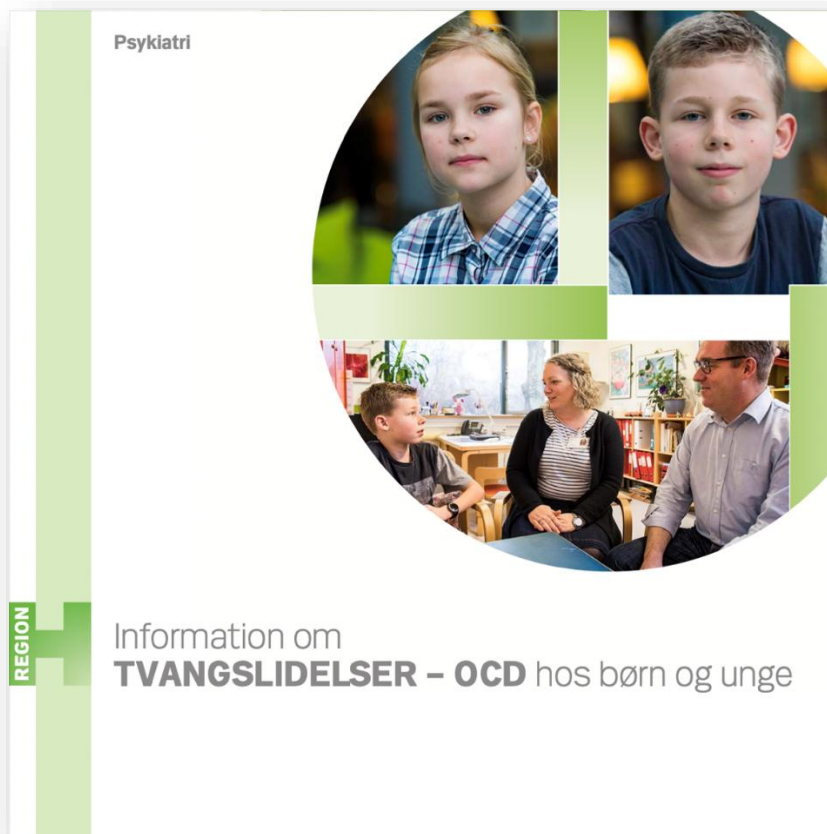 Psykiatri
REGION
Information om
TVANGSLIDELSER – OCD hos børn og unge